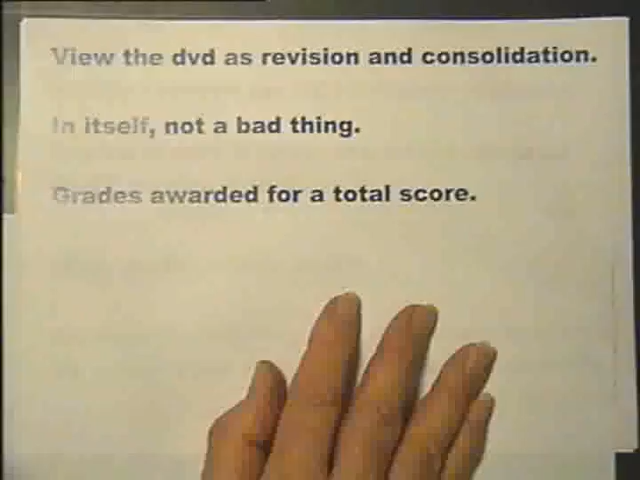 View the dvd as revision and consolidation.
In itself, not a bad thing.
Grades awarded for a total score.